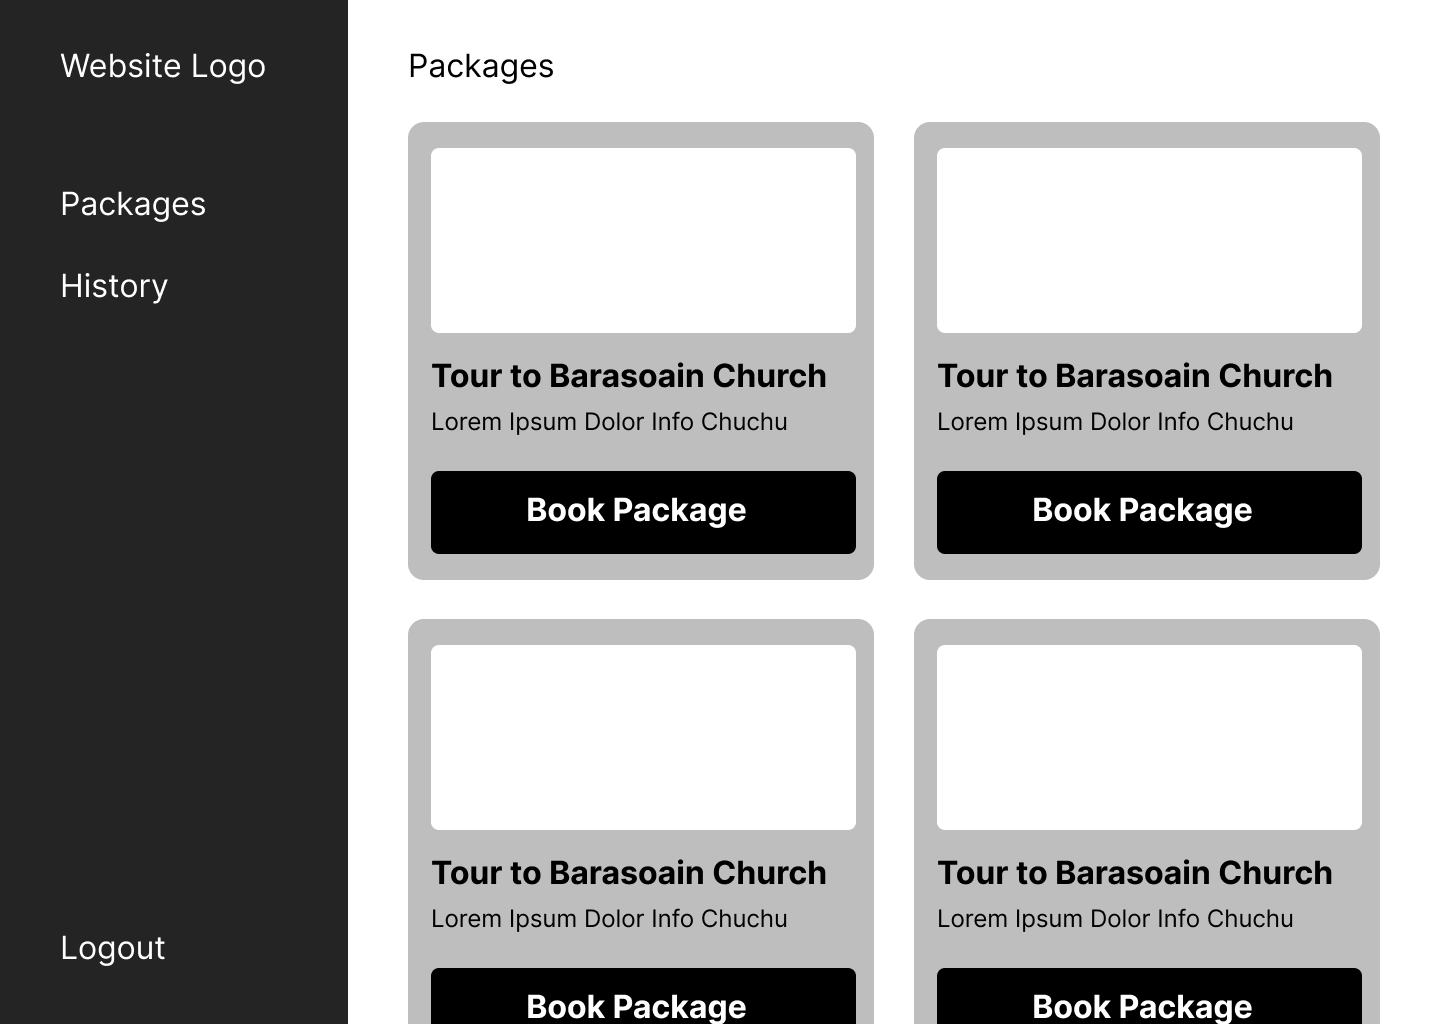 Website Logo
Packages
History
Logout
Packages
Tour to Barasoain Church
Lorem Ipsum Dolor Info Chuchu
Book Package
Tour to Barasoain Church
Lorem Ipsum Dolor Info Chuchu
Book Package
Tour to Barasoain Church
Lorem Ipsum Dolor Info Chuchu
Book Package
Tour to Barasoain Church
Lorem Ipsum Dolor Info Chuchu
Book Package